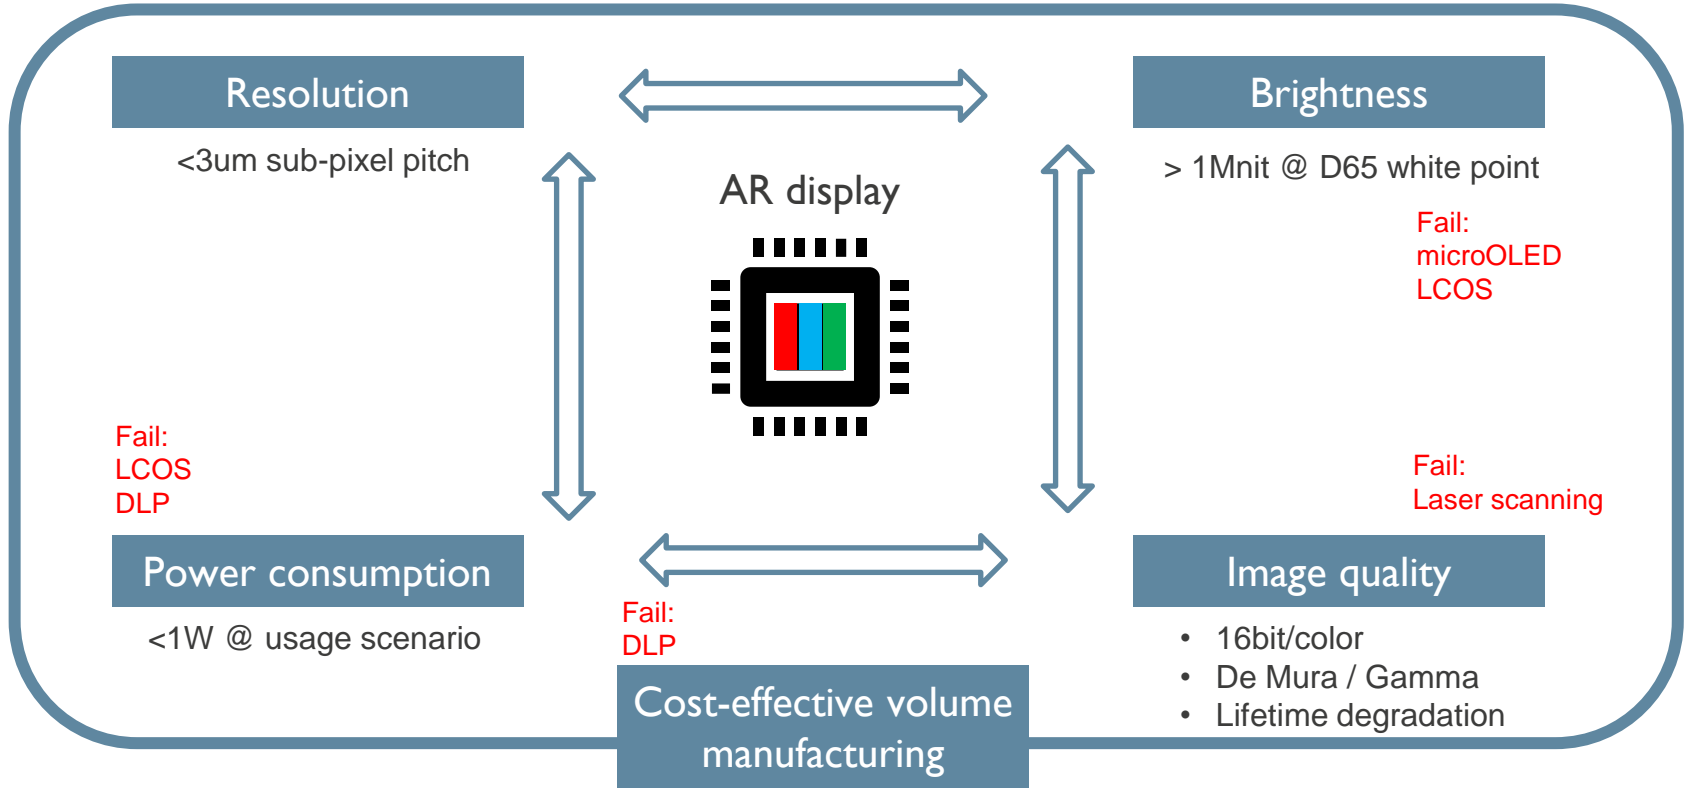 Resolution
<3um sub-pixel pitch
Brightness
> 1Mnit @ D65 white point
Fail:
microOLED
LCOS
AR display
Fail:
LCOS
DLP
Power consumption
<1W @ usage scenario
Fail:
Laser scanning
Image quality
• 16bit/color
• De Mura / Gamma
• Lifetime degradation
Fail:
DLP
Cost-effective volume
manufacturing